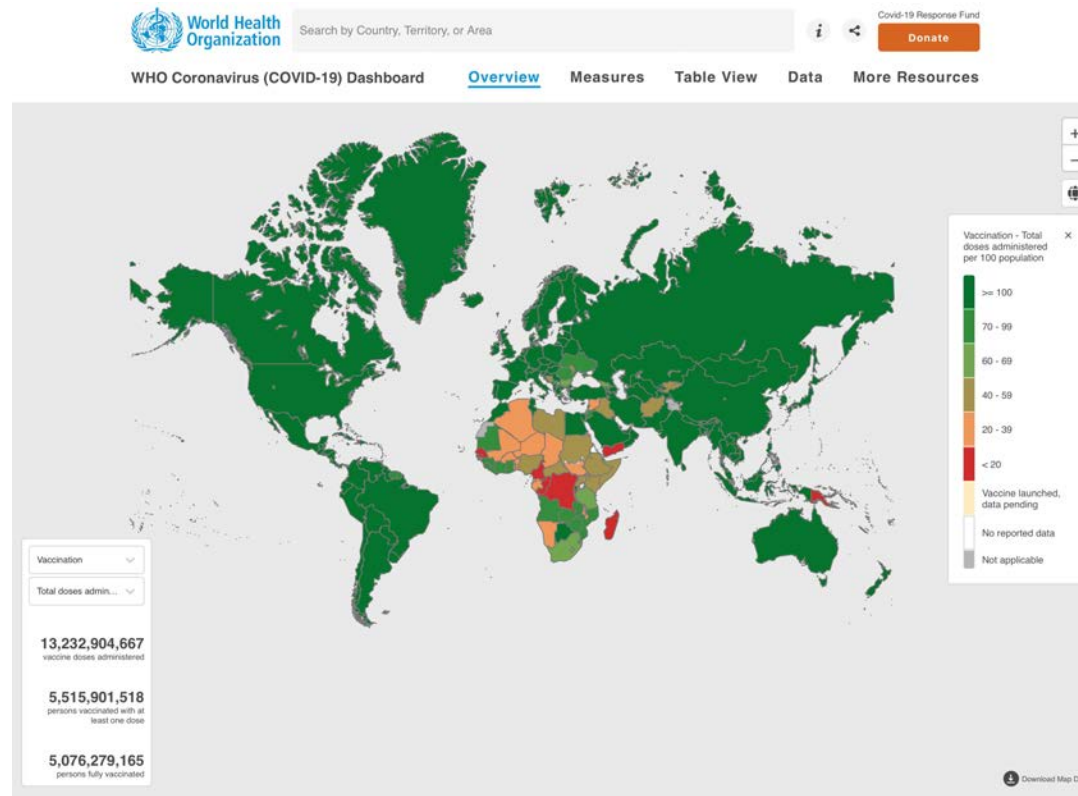 World Health
Organization
Search by Country, Territory, or Area
i
Covid-19 Response Fund
Donate
WHO Coronavirus (COVID-19) Dashboard
Overview
Measures
Table View
Data
More Resources
+
−
Vaccination - Total
doses administered
per 100 population
×
>= 100
70 - 99
60 - 69
40 - 59
20 - 39
< 20
Vaccine launched,
data pending
No reported data
Not applicable
Vaccination
Total doses admin...
13,232,904,667
vaccine doses administered
5,515,901,518
persons vaccinated with at
least one dose
5,076,279,165
persons fully vaccinated
Download Map D